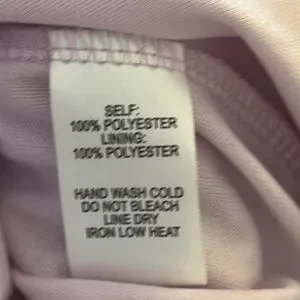 SELF:
100% POLYESTER
LINING:
100% POLYESTER
HAND WASH COLD
DO NOT BLEACH
LINE DRY
IRON LOW HEAT